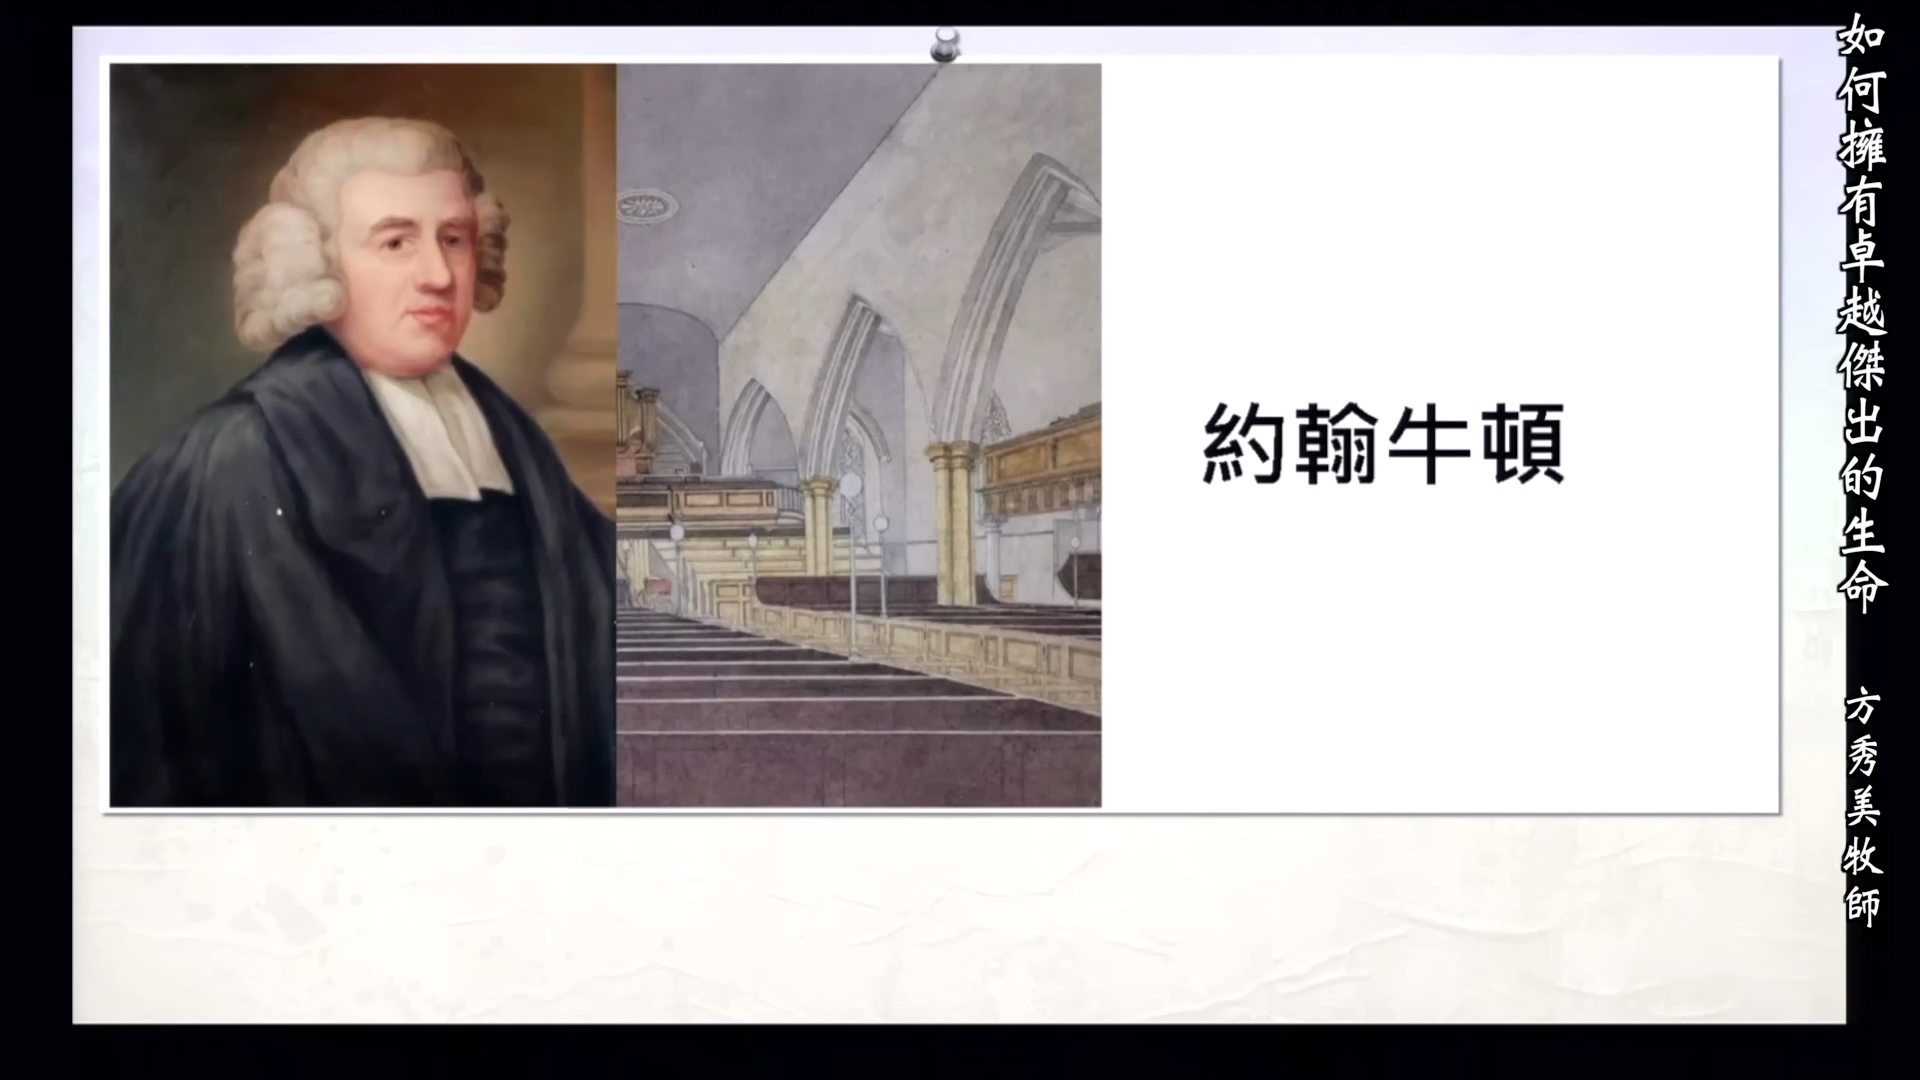 約翰牛頓
如何擁有卓越傑出的生命
方秀美牧師